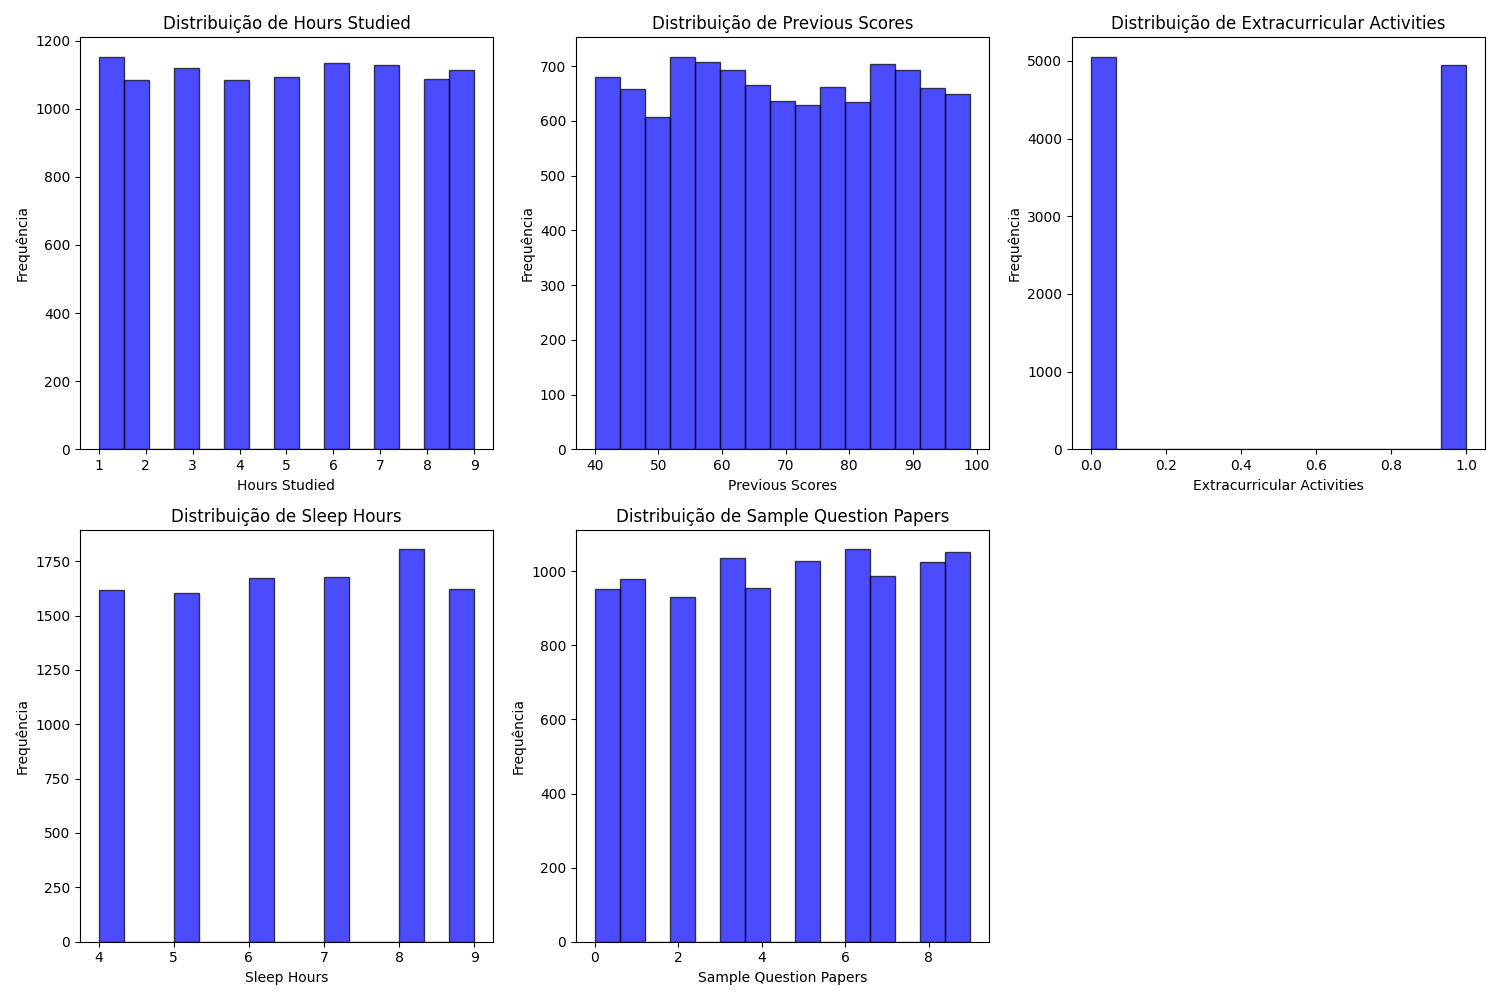 Distribuição de Hours Studied
1200
1000
800
600
400
200
0
Frequência
1 2 3 4 5 6 7 8 9
Hours Studied
Distribuição de Previous Scores
700
600
500
400
300
200
100
0
Frequência
40 50 60 70 80 90 100
Previous Scores
Distribuição de Extracurricular Activities
5000
4000
3000
2000
1000
0
Frequência
0.0 0.2 0.4 0.6 0.8 1.0
Extracurricular Activities
Distribuição de Sleep Hours
1750
1500
1250
1000
750
500
250
0
Frequência
4 5 6 7 8 9
Sleep Hours
Distribuição de Sample Question Papers
1000
800
600
400
200
0
Frequência
0 2 4 6 8
Sample Question Papers